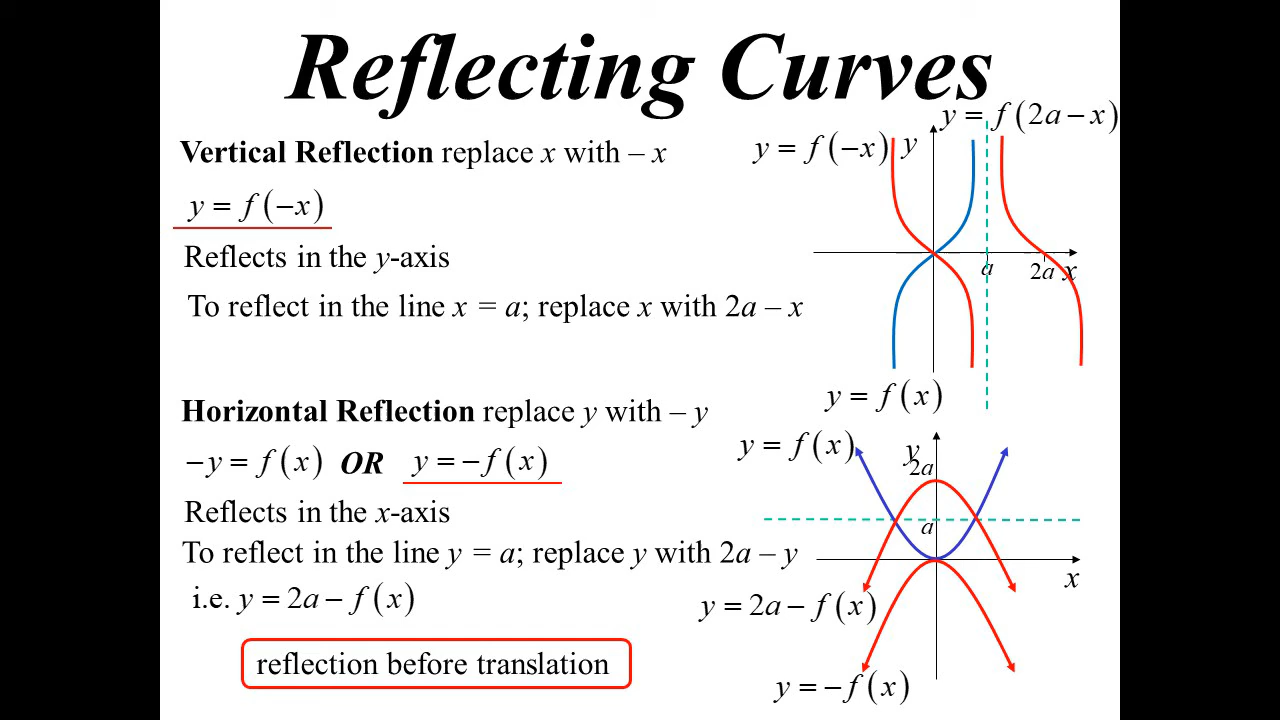 Reflecting Curves
Vertical Reflection replace x with – x
y = f(−x)
Reflects in the y-axis
To reflect in the line x = a; replace x with 2a – x
Horizontal Reflection replace y with – y
−y = f(x) OR y = −f(x)
Reflects in the x-axis
To reflect in the line y = a; replace y with 2a – y
i.e. y = 2a − f(x)
reflection before translation
y = f(2a − x)
y = f(−x)
y
a
2a
x
y = f(x)
y = f(x)
y
2a
a
x
y = 2a − f(x)
y = −f(x)